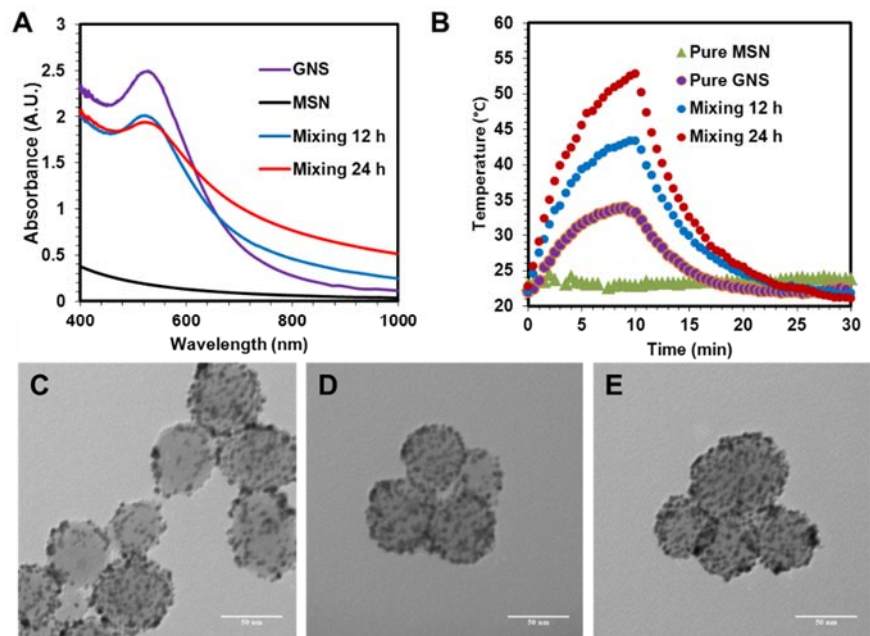 A
3
2.5
2
1.5
1
0.5
0
Absorbance (A.U.)
GNS
MSN
Mixing 12 h
Mixing 24 h
400
600
800
1000
Wavelength (nm)
B
60
55
50
45
40
35
30
25
20
Temperature (°c)
Pure MSN
Pure GNS
Mixing 12 h
Mixing 24 h
0
5
10
15
20
25
30
Time (min)
C
50 nm
D
50 nm
E
50 nm